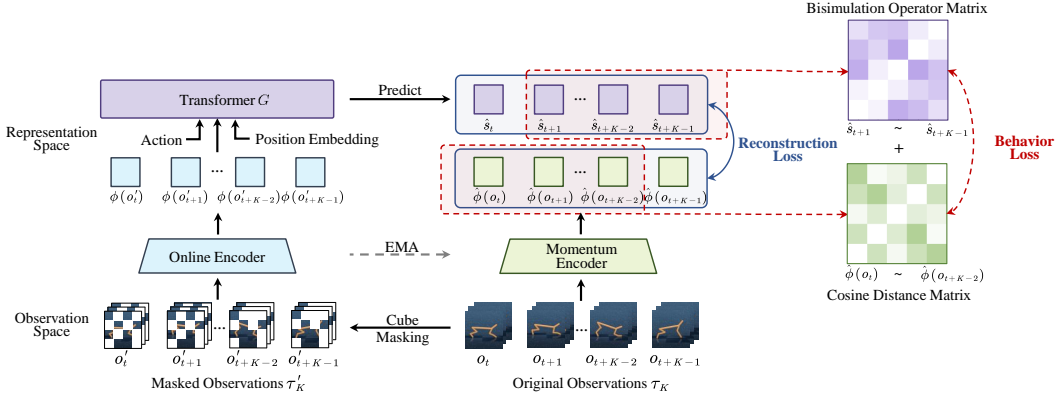 Bisimulation Operator Matrix
Transformer G
Predict
ŝ_t
ŝ_{t+1}
...
ŝ_{t+K−2}
ŝ_{t+K−1}
ŝ_{t+1} ~ ŝ_{t+K−1}
Representation
Space
Action
Position Embedding
...
ϕ(o′_t)
ϕ(o′_{t+1})
ϕ(o′_{t+K−2})
ϕ(o′_{t+K−1})
Reconstruction
Loss
+
Behavior
Loss
...
ϕ̂(o_t)
ϕ̂(o_{t+1})
ϕ̂(o_{t+K−2})
ϕ̂(o_{t+K−1})
Online Encoder
EMA
Momentum
Encoder
ϕ̂(o_t) ~ ϕ̂(o_{t+K−2})
Cosine Distance Matrix
Observation
Space
...
Cube
Masking
...
o′_t
o′_{t+1}
o′_{t+K−2}
o′_{t+K−1}
o_t
o_{t+1}
o_{t+K−2}
o_{t+K−1}
Masked Observations τ′_K
Original Observations τ_K